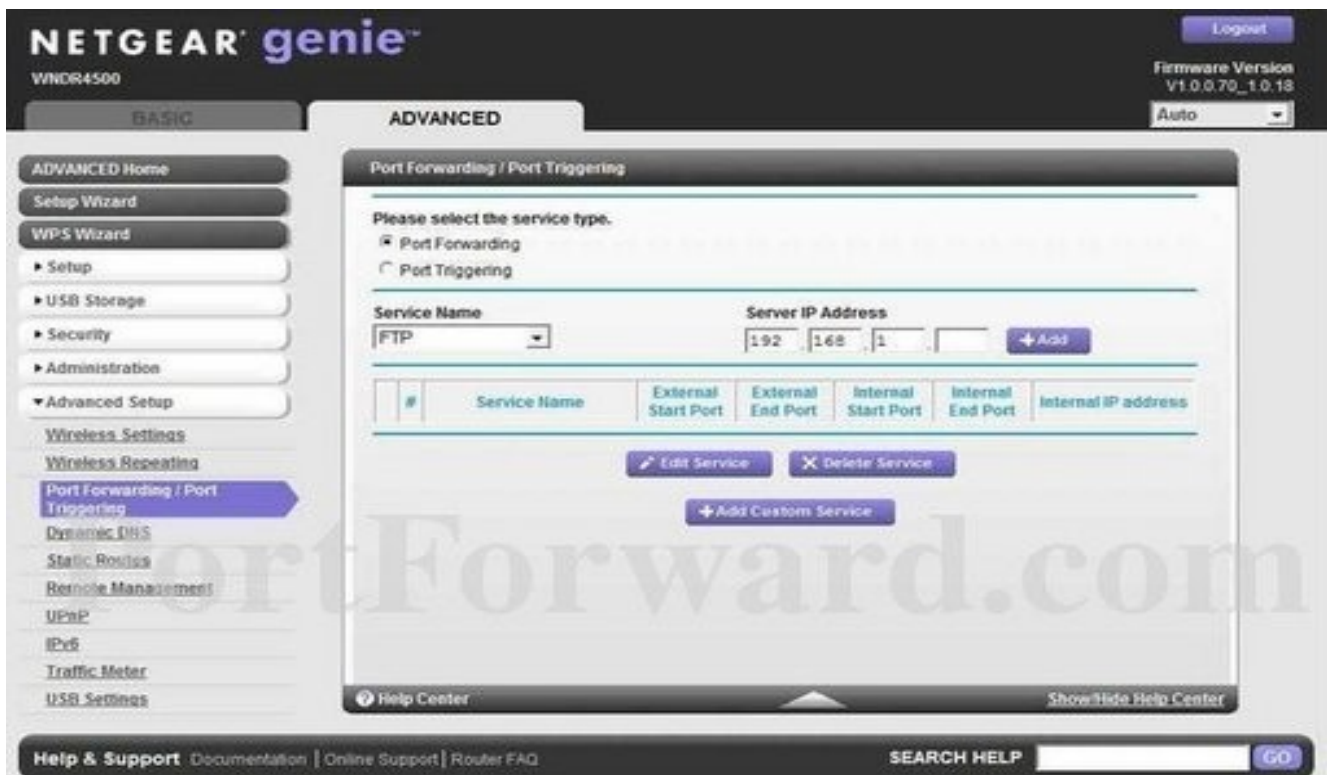 NETGEAR genie™
WNDR4500
Logout
Firmware Version
V1.0.0.70_1.0.18
BASIC
ADVANCED
Auto
ADVANCED Home
Setup Wizard
WPS Wizard
Setup
USB Storage
Security
Administration
Advanced Setup
Wireless Settings
Wireless Repeating
Port Forwarding / Port
Triggering
Dynamic DNS
Static Routes
Remote Management
UPnP
IPv6
Traffic Meter
USB Settings
Port Forwarding / Port Triggering
Please select the service type.
Port Forwarding
Port Triggering
Service Name
FTP
Server IP Address
192 . 168 . 1 .
+Add
# Service Name External Start Port External End Port Internal Start Port Internal End Port Internal IP address
Edit Service X Delete Service
+Add Custom Service
PortForward.com
Help Center Show/Hide Help Center
Help & Support Documentation | Online Support | Router FAQ
SEARCH HELP GO